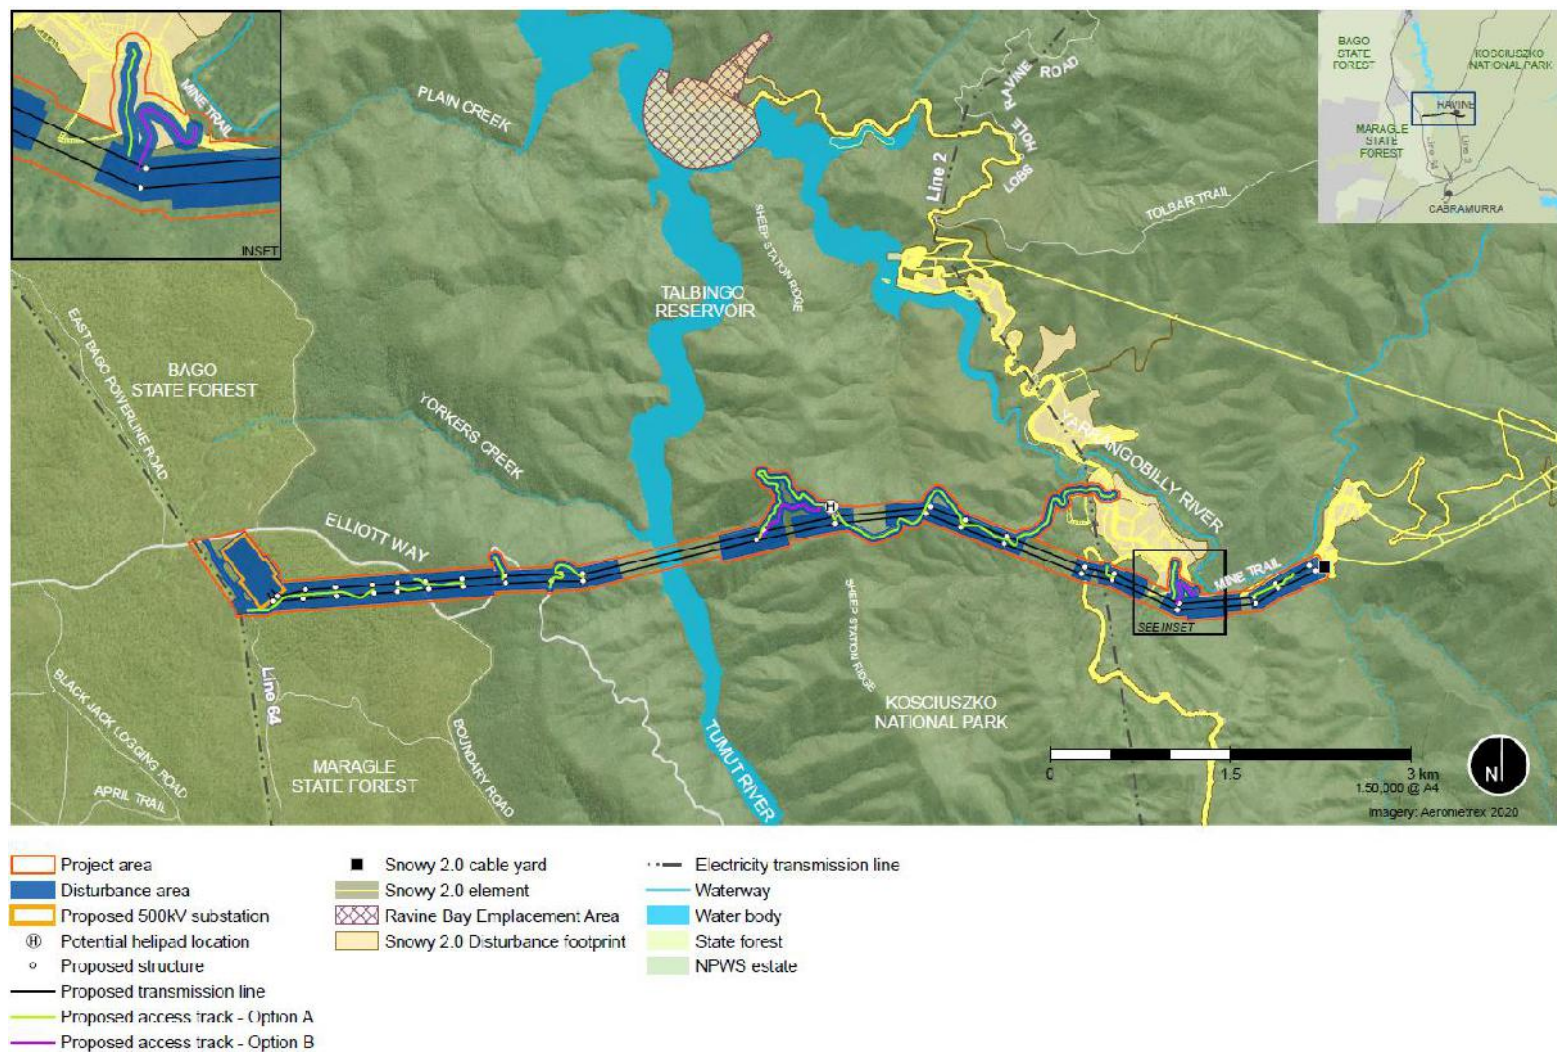 MINE TRAIL
INSET
PLAIN CREEK
RAVINE
ROAD
LOBS
HOLE
RAVINE
Line 2
TOLBAR TRAIL
BAGO
STATE
FOREST
KOSCIUSZKO
NATIONAL PARK
RAVINE
MARAGLE
STATE
FOREST
Line 64
Line 2
CABRAMURRA
SHEEP STATION RIDGE
TALBINGO
RESERVOIR
EAST BAGO POWERLINE ROAD
BAGO
STATE FOREST
YORKERS CREEK
YARRANGOBILLY RIVER
ELLIOTT WAY
H
MINE TRAIL
SEE INSET
SHEEP STATION RIDGE
Line 64
BLACK JACK LOGGING ROAD
BOUNDARY ROAD
KOSCIUSZKO
NATIONAL PARK
TUMUT RIVER
MARAGLE
STATE FOREST
APRIL TRAIL
0
1.5
3 km
1:50,000 @ A4
N
Imagery: Aerometrex 2020
Project area
Disturbance area
Proposed 500kV substation
H
Potential helipad location
Proposed structure
Proposed transmission line
Proposed access track - Option A
Proposed access track - Option B
Snowy 2.0 cable yard
Snowy 2.0 element
Ravine Bay Emplacement Area
Snowy 2.0 Disturbance footprint
Electricity transmission line
Waterway
Water body
State forest
NPWS estate